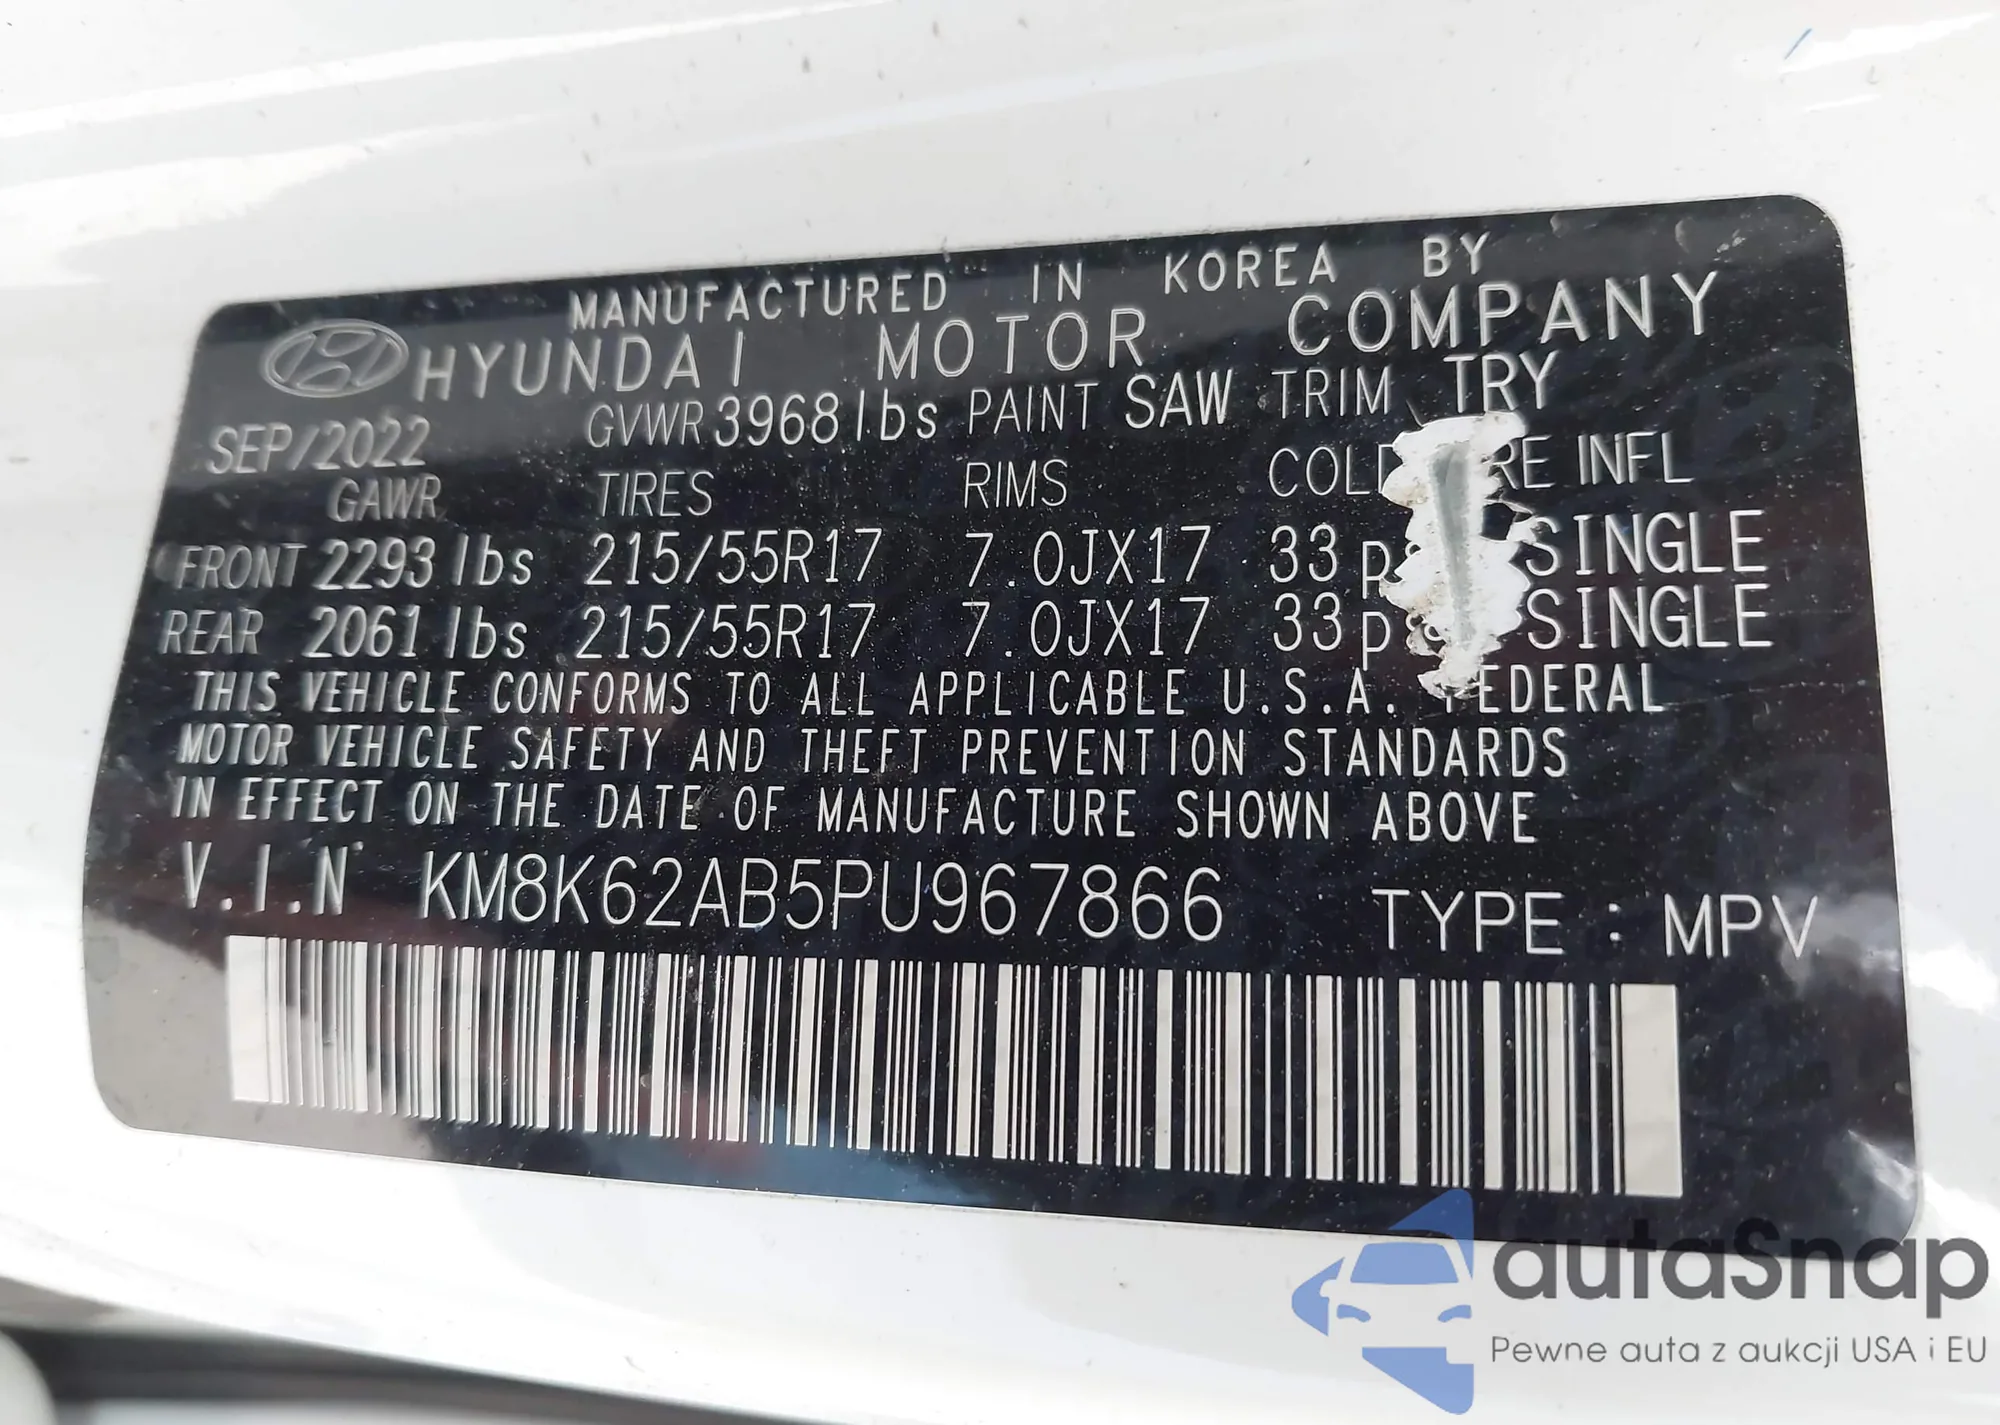 MANUFACTURED IN KOREA BY
HYUNDAI MOTOR COMPANY
SEP/2022 GVWR 3968 lbs PAINT SAW TRIM TRY
GAWR TIRES RIMS INFL
FRONT 2293 lbs 215/55R17 7.0JX17 33 SINGLE
REAR 2061 lbs 215/55R17 7.0JX17 33 SINGLE
THIS VEHICLE CONFORMS TO ALL APPLICABLE U.S.A. FEDERAL
MOTOR VEHICLE SAFETY AND THEFT PREVENTION STANDARDS
IN EFFECT ON THE DATE OF MANUFACTURE SHOWN ABOVE
V.I.N KM8K62AB5PU967866 TYPE : MPV
autaSnap
Pewne auta z aukcji USA i EU